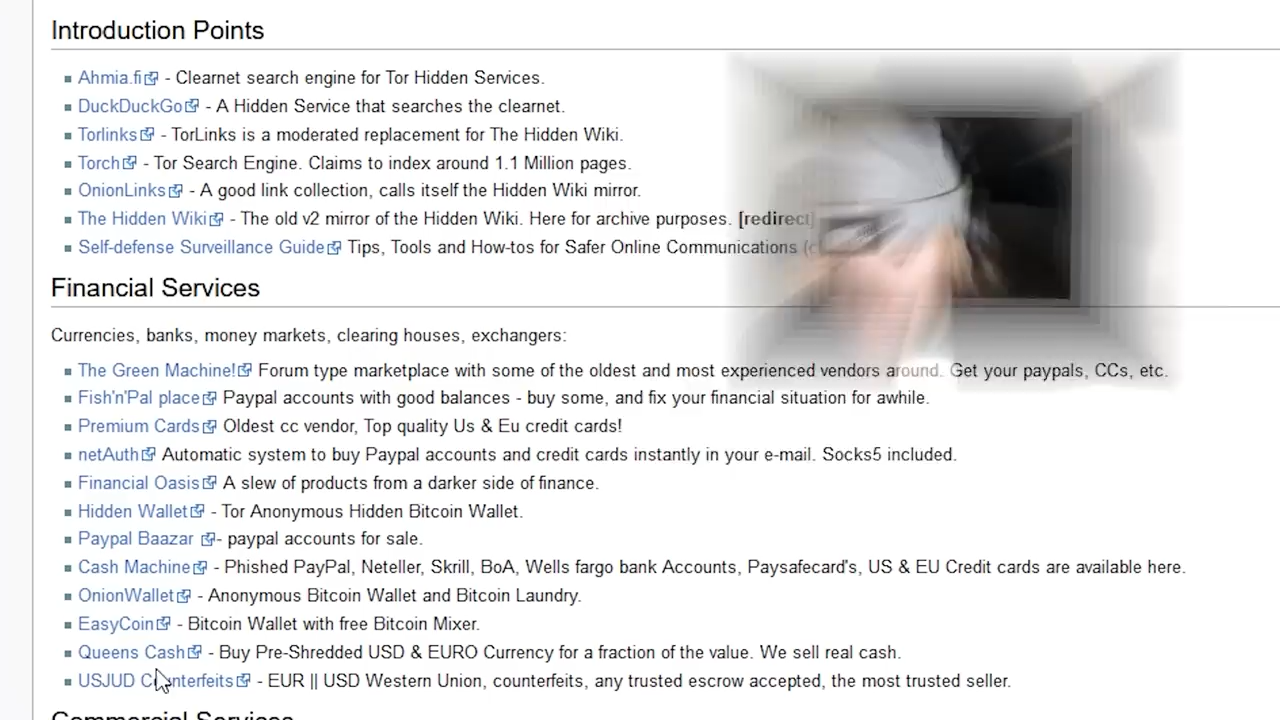 Introduction Points
Ahmia.fi - Clearnet search engine for Tor Hidden Services.
DuckDuckGo - A Hidden Service that searches the clearnet.
Torlinks - TorLinks is a moderated replacement for The Hidden Wiki.
Torch - Tor Search Engine. Claims to index around 1.1 Million pages.
OnionLinks - A good link collection, calls itself the Hidden Wiki mirror.
The Hidden Wiki - The old v2 mirror of the Hidden Wiki. Here for archive purposes. [redirect]
Self-defense Surveillance Guide Tips, Tools and How-tos for Safer Online Communications
Financial Services
Currencies, banks, money markets, clearing houses, exchangers:
The Green Machine! Forum type marketplace with some of the oldest and most experienced vendors around. Get your paypals, CCs, etc.
Fish'n'Pal place Paypal accounts with good balances - buy some, and fix your financial situation for awhile.
Premium Cards Oldest cc vendor, Top quality Us & Eu credit cards!
netAuth Automatic system to buy Paypal accounts and credit cards instantly in your e-mail. Socks5 included.
Financial Oasis A slew of products from a darker side of finance.
Hidden Wallet - Tor Anonymous Hidden Bitcoin Wallet.
Paypal Baazar - paypal accounts for sale.
Cash Machine - Phished PayPal, Neteller, Skrill, BoA, Wells fargo bank Accounts, Paysafecard's, US & EU Credit cards are available here.
OnionWallet - Anonymous Bitcoin Wallet and Bitcoin Laundry.
EasyCoin - Bitcoin Wallet with free Bitcoin Mixer.
Queens Cash - Buy Pre-Shredded USD & EURO Currency for a fraction of the value. We sell real cash.
USJUD Counterfeits - EUR || USD Western Union, counterfeits, any trusted escrow accepted, the most trusted seller.
Commercial Services